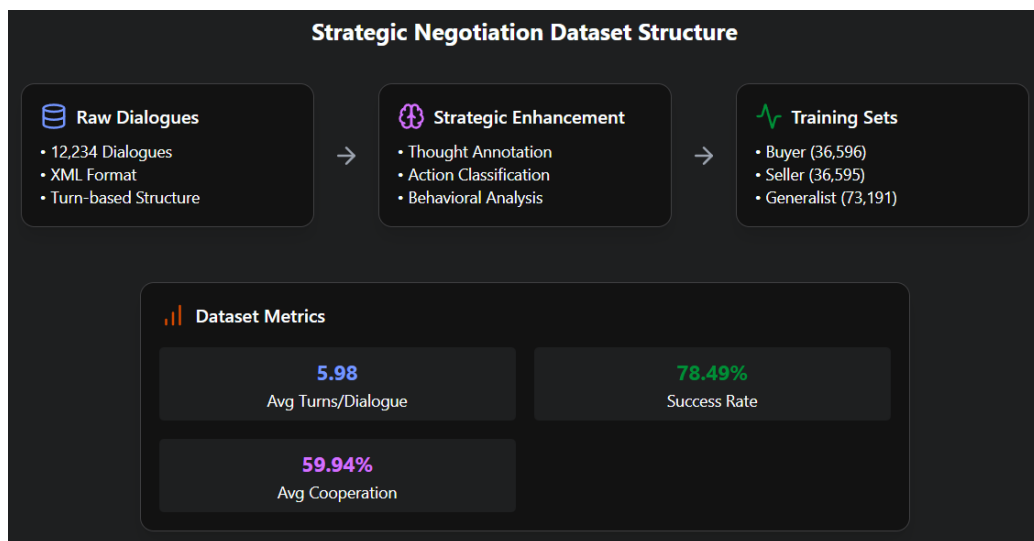 Strategic Negotiation Dataset Structure
Raw Dialogues
• 12,234 Dialogues
• XML Format
• Turn-based Structure
Strategic Enhancement
• Thought Annotation
• Action Classification
• Behavioral Analysis
Training Sets
• Buyer (36,596)
• Seller (36,595)
• Generalist (73,191)
Dataset Metrics
5.98
Avg Turns/Dialogue
78.49%
Success Rate
59.94%
Avg Cooperation